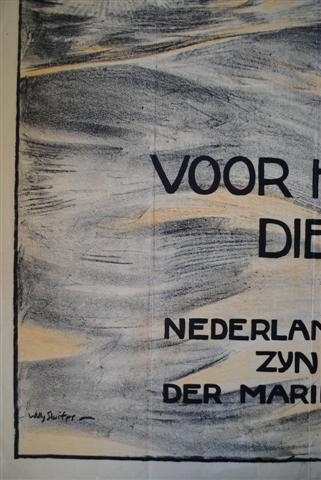 VOOR H
DIE
NEDERLAN
ZYN
DER MARI
Willy Sluiter